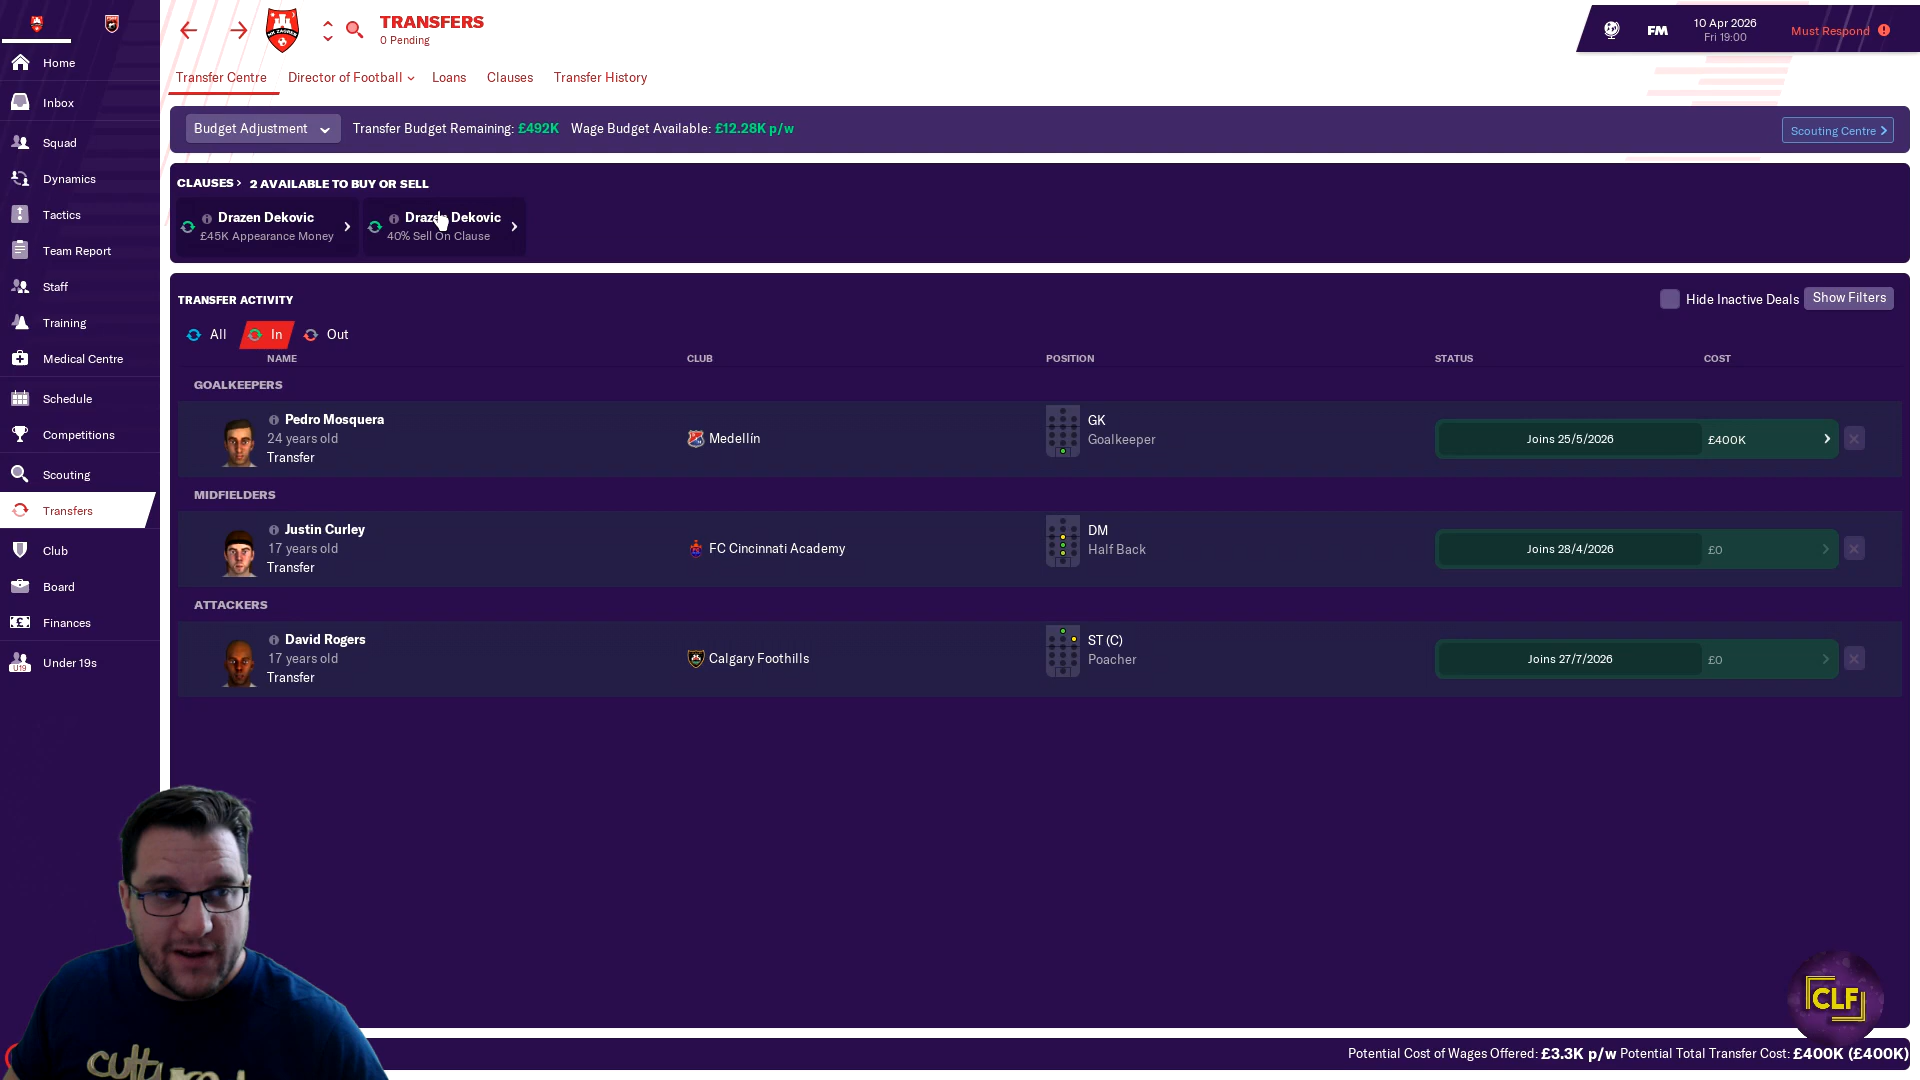 TRANSFERS
0 Pending
10 Apr 2026
Fri 19:00
FM
Must Respond
Home
Inbox
Squad
Dynamics
Tactics
Team Report
Staff
Training
Medical Centre
Schedule
Competitions
Scouting
Transfers
Club
Board
Finances
U19
Under 19s
Transfer Centre
Director of Football
Loans
Clauses
Transfer History
Budget Adjustment
Transfer Budget Remaining: £492K Wage Budget Available: £12.28K p/w
Scouting Centre
CLAUSES 2 AVAILABLE TO BUY OR SELL
Drazen Dekovic
£45K Appearance Money
Drazen Dekovic
40% Sell On Clause
TRANSFER ACTIVITY
Hide Inactive Deals
Show Filters
All In Out
NAME CLUB POSITION STATUS COST
GOALKEEPERS
Pedro Mosquera
24 years old
Transfer
Medellín
GK
Goalkeeper
Joins 25/5/2026
£400K
MIDFIELDERS
Justin Curley
17 years old
Transfer
FC Cincinnati Academy
DM
Half Back
Joins 28/4/2026
£0
ATTACKERS
David Rogers
17 years old
Transfer
Calgary Foothills
ST (C)
Poacher
Joins 27/7/2026
£0
CLF
Potential Cost of Wages Offered: £3.3K p/w Potential Total Transfer Cost: £400K (£400K)